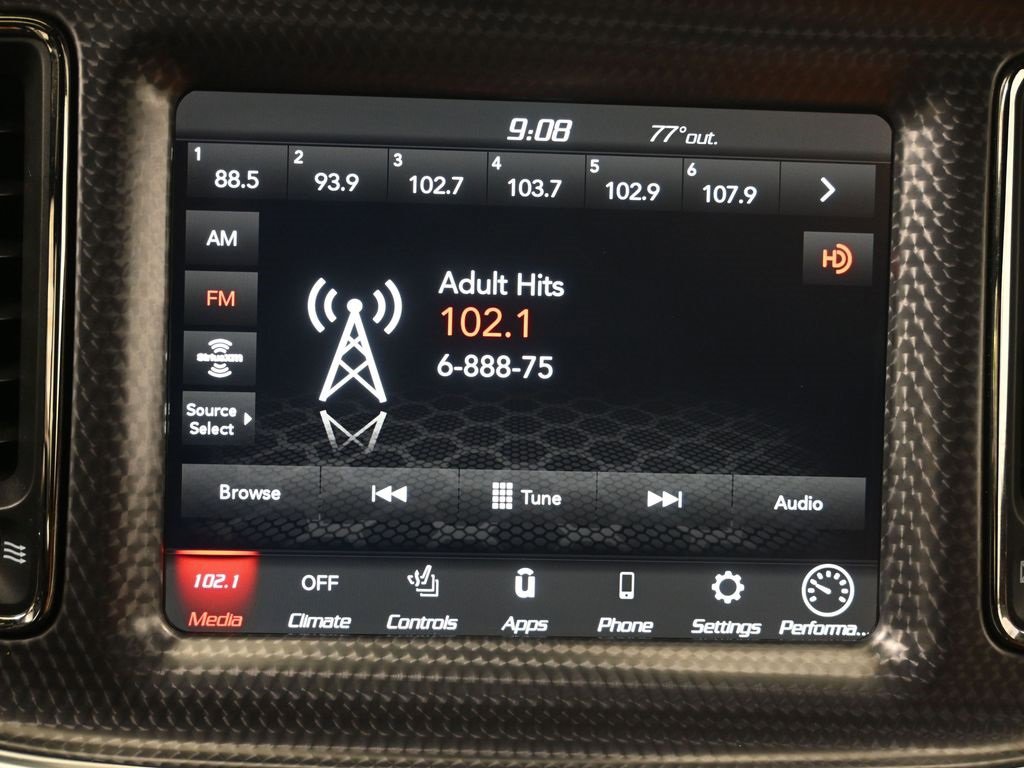 9:08 77°out.
1 88.5 2 93.9 3 102.7 4 103.7 5 102.9 6 107.9
AM
HD
FM
Adult Hits
102.1
6-888-75
SiriusXM
Source
Select
Browse Tune Audio
102.1 OFF
Media Climate Controls Apps Phone Settings Performa...